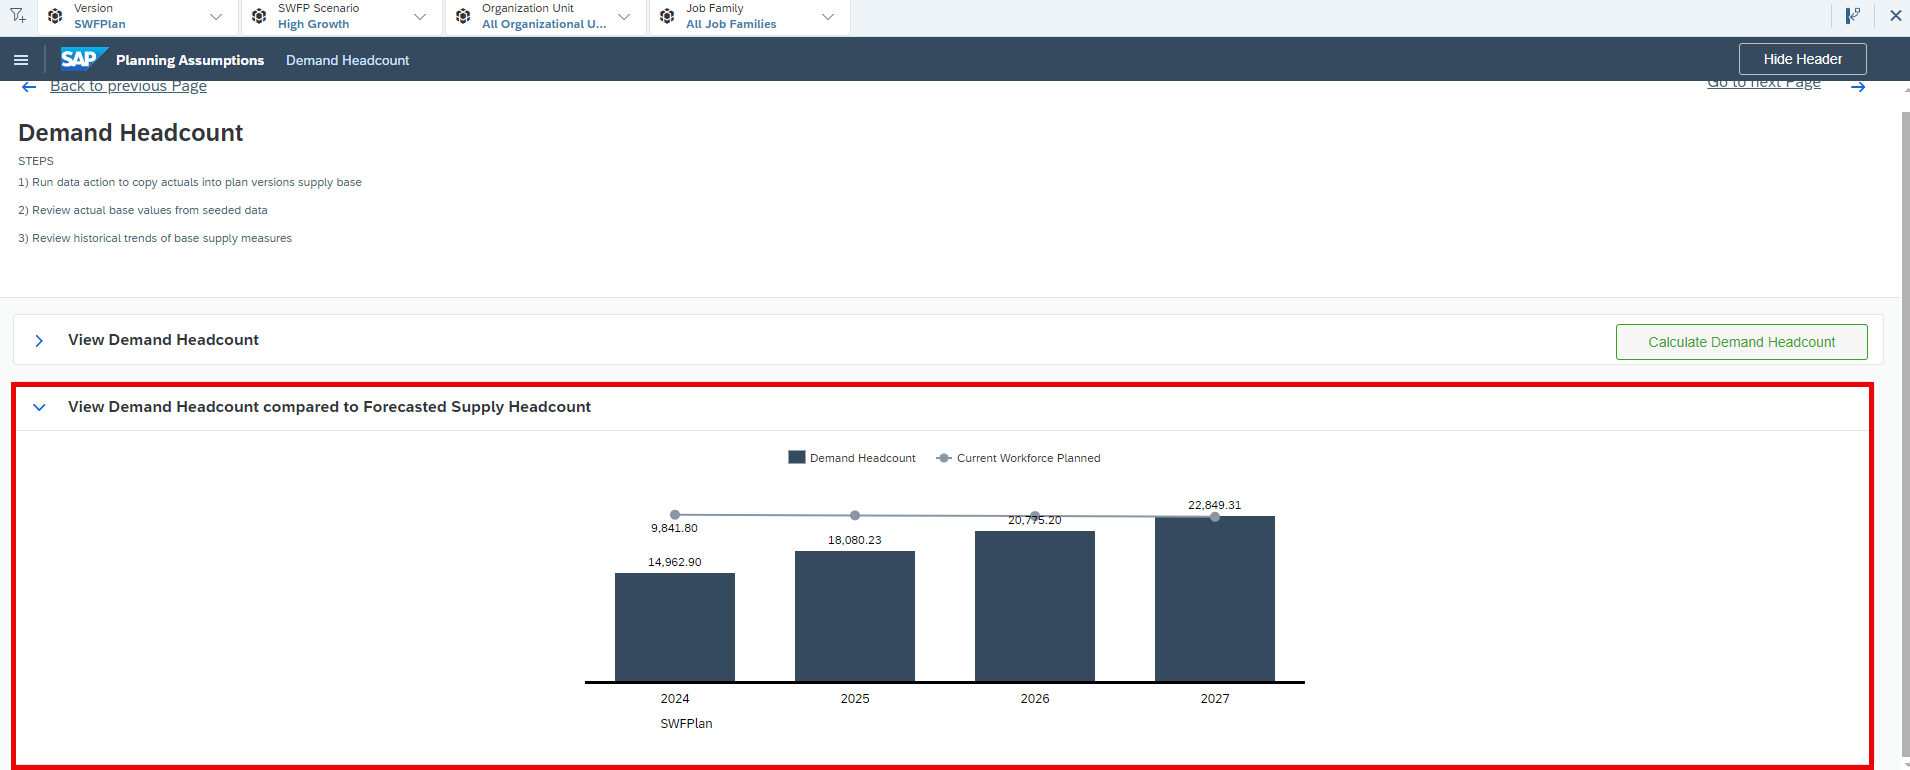 Version
SWFPlan
SWFP Scenario
High Growth
Organization Unit
All Organizational U...
Job Family
All Job Families
SAP
Planning Assumptions
Demand Headcount
Hide Header
Back to previous Page
Go to next Page
Demand Headcount
STEPS
1) Run data action to copy actuals into plan versions supply base
2) Review actual base values from seeded data
3) Review historical trends of base supply measures
View Demand Headcount
Calculate Demand Headcount
View Demand Headcount compared to Forecasted Supply Headcount
Demand Headcount
Current Workforce Planned
22,849.31
20,775.20
9,841.80
18,080.23
14,962.90
2024
2025
2026
2027
SWFPlan